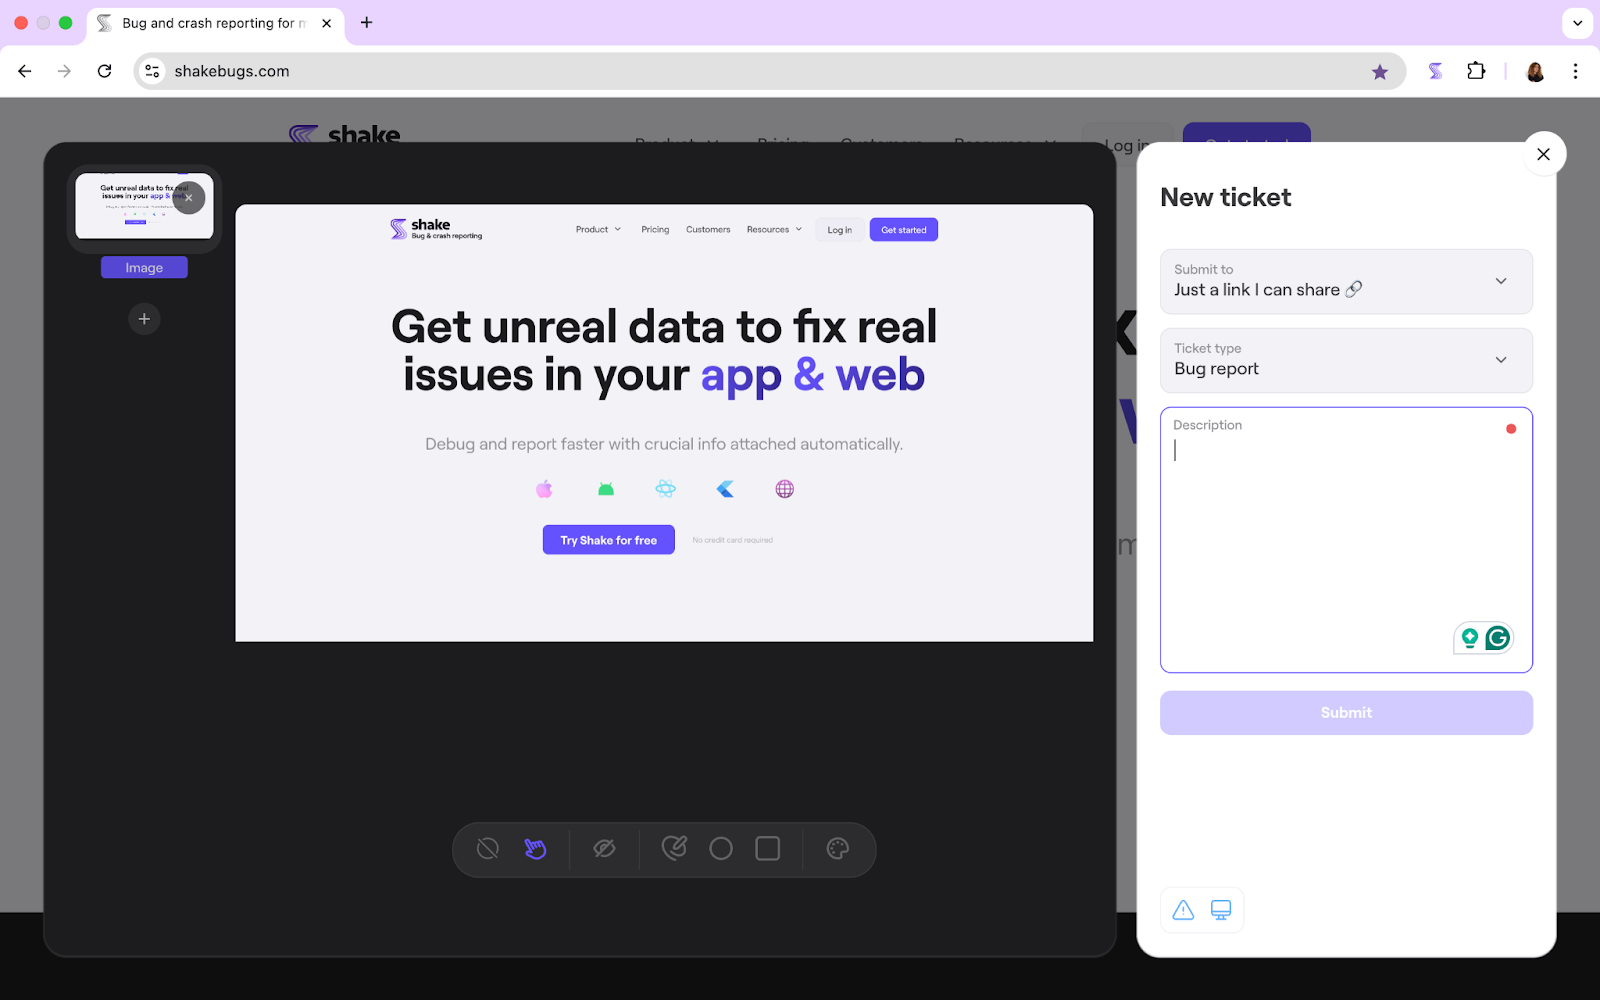 Bug and crash reporting for m
shakebugs.com
shake
Log in
Get unreal data to fix real
issues in your app & web
Image
shake
Bug & crash reporting
Product
Pricing
Customers
Resources
Log in
Get started
Get unreal data to fix real
issues in your app & web
Debug and report faster with crucial info attached automatically.
Try Shake for free
No credit card required
New ticket
Submit to
Just a link I can share 🔗
Ticket type
Bug report
Description
Submit